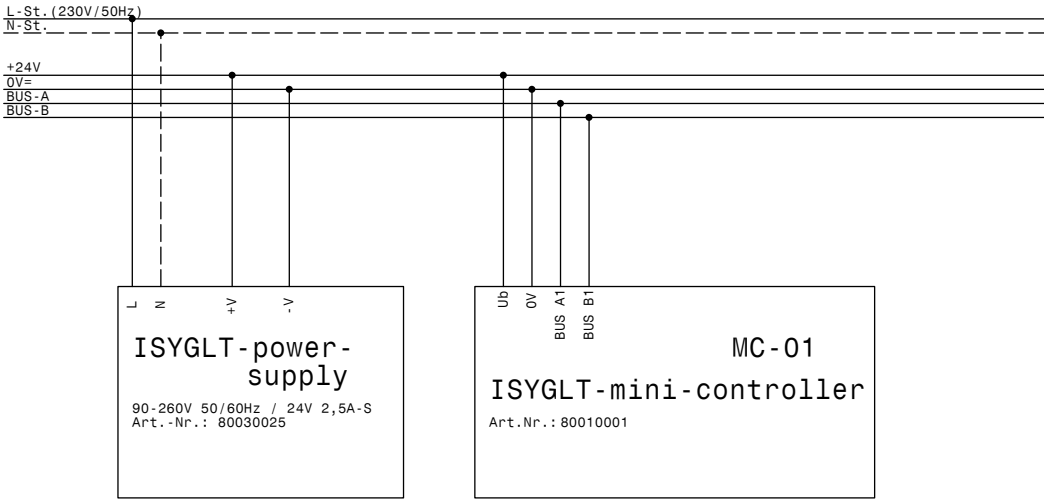 L-St.(230V/50Hz)
N-St.
+24V
0V=
BUS-A
BUS-B
L
N
+V
-V
Ub
0V
BUS A1
BUS B1
ISYGLT-power-
supply
90-260V 50/60Hz / 24V 2,5A-S
Art.-Nr.: 80030025
MC-01
ISYGLT-mini-controller
Art.Nr.:80010001